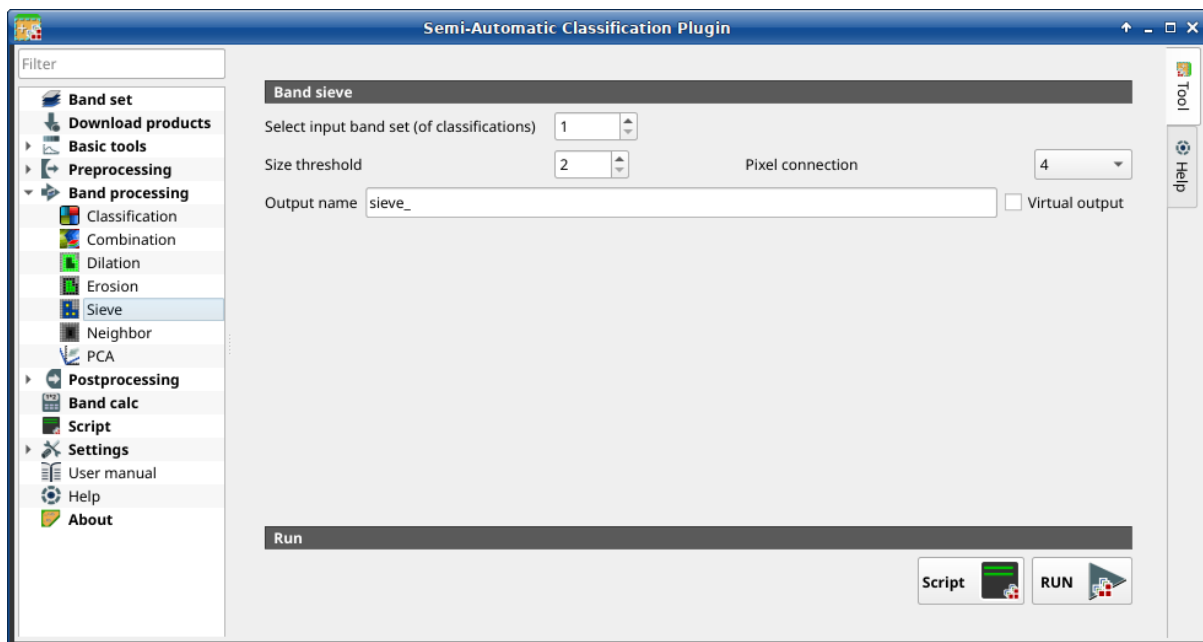 Semi-Automatic Classification Plugin
Filter
Band set
Download products
Basic tools
Preprocessing
Band processing
Classification
Combination
Dilation
Erosion
Sieve
Neighbor
PCA
Postprocessing
Band calc
Script
Settings
User manual
Help
About
Band sieve
Select input band set (of classifications) 1
Size threshold 2 Pixel connection 4
Output name sieve_ Virtual output
Run
Script RUN
Tool
Help